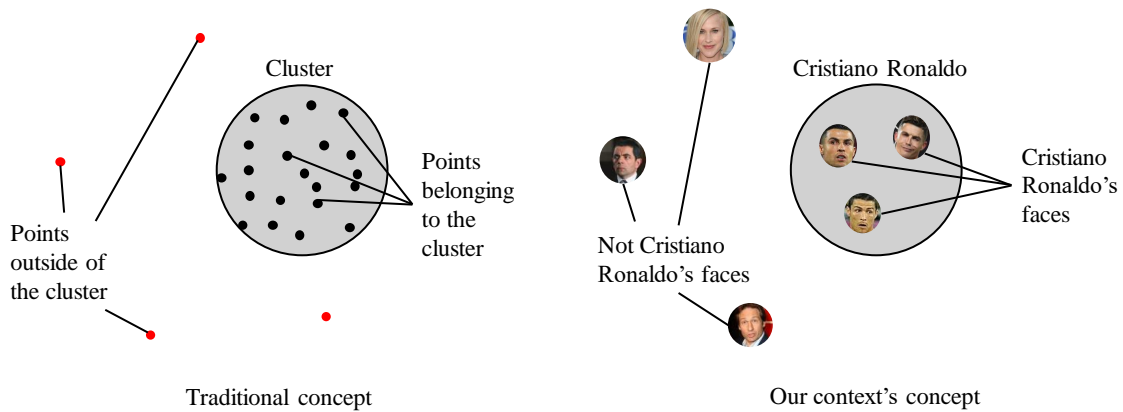 Cluster
Points
belonging
to the
cluster
Points
outside of
the cluster
Traditional concept
Cristiano Ronaldo
Cristiano
Ronaldo's
faces
Not Cristiano
Ronaldo's faces
Our context's concept